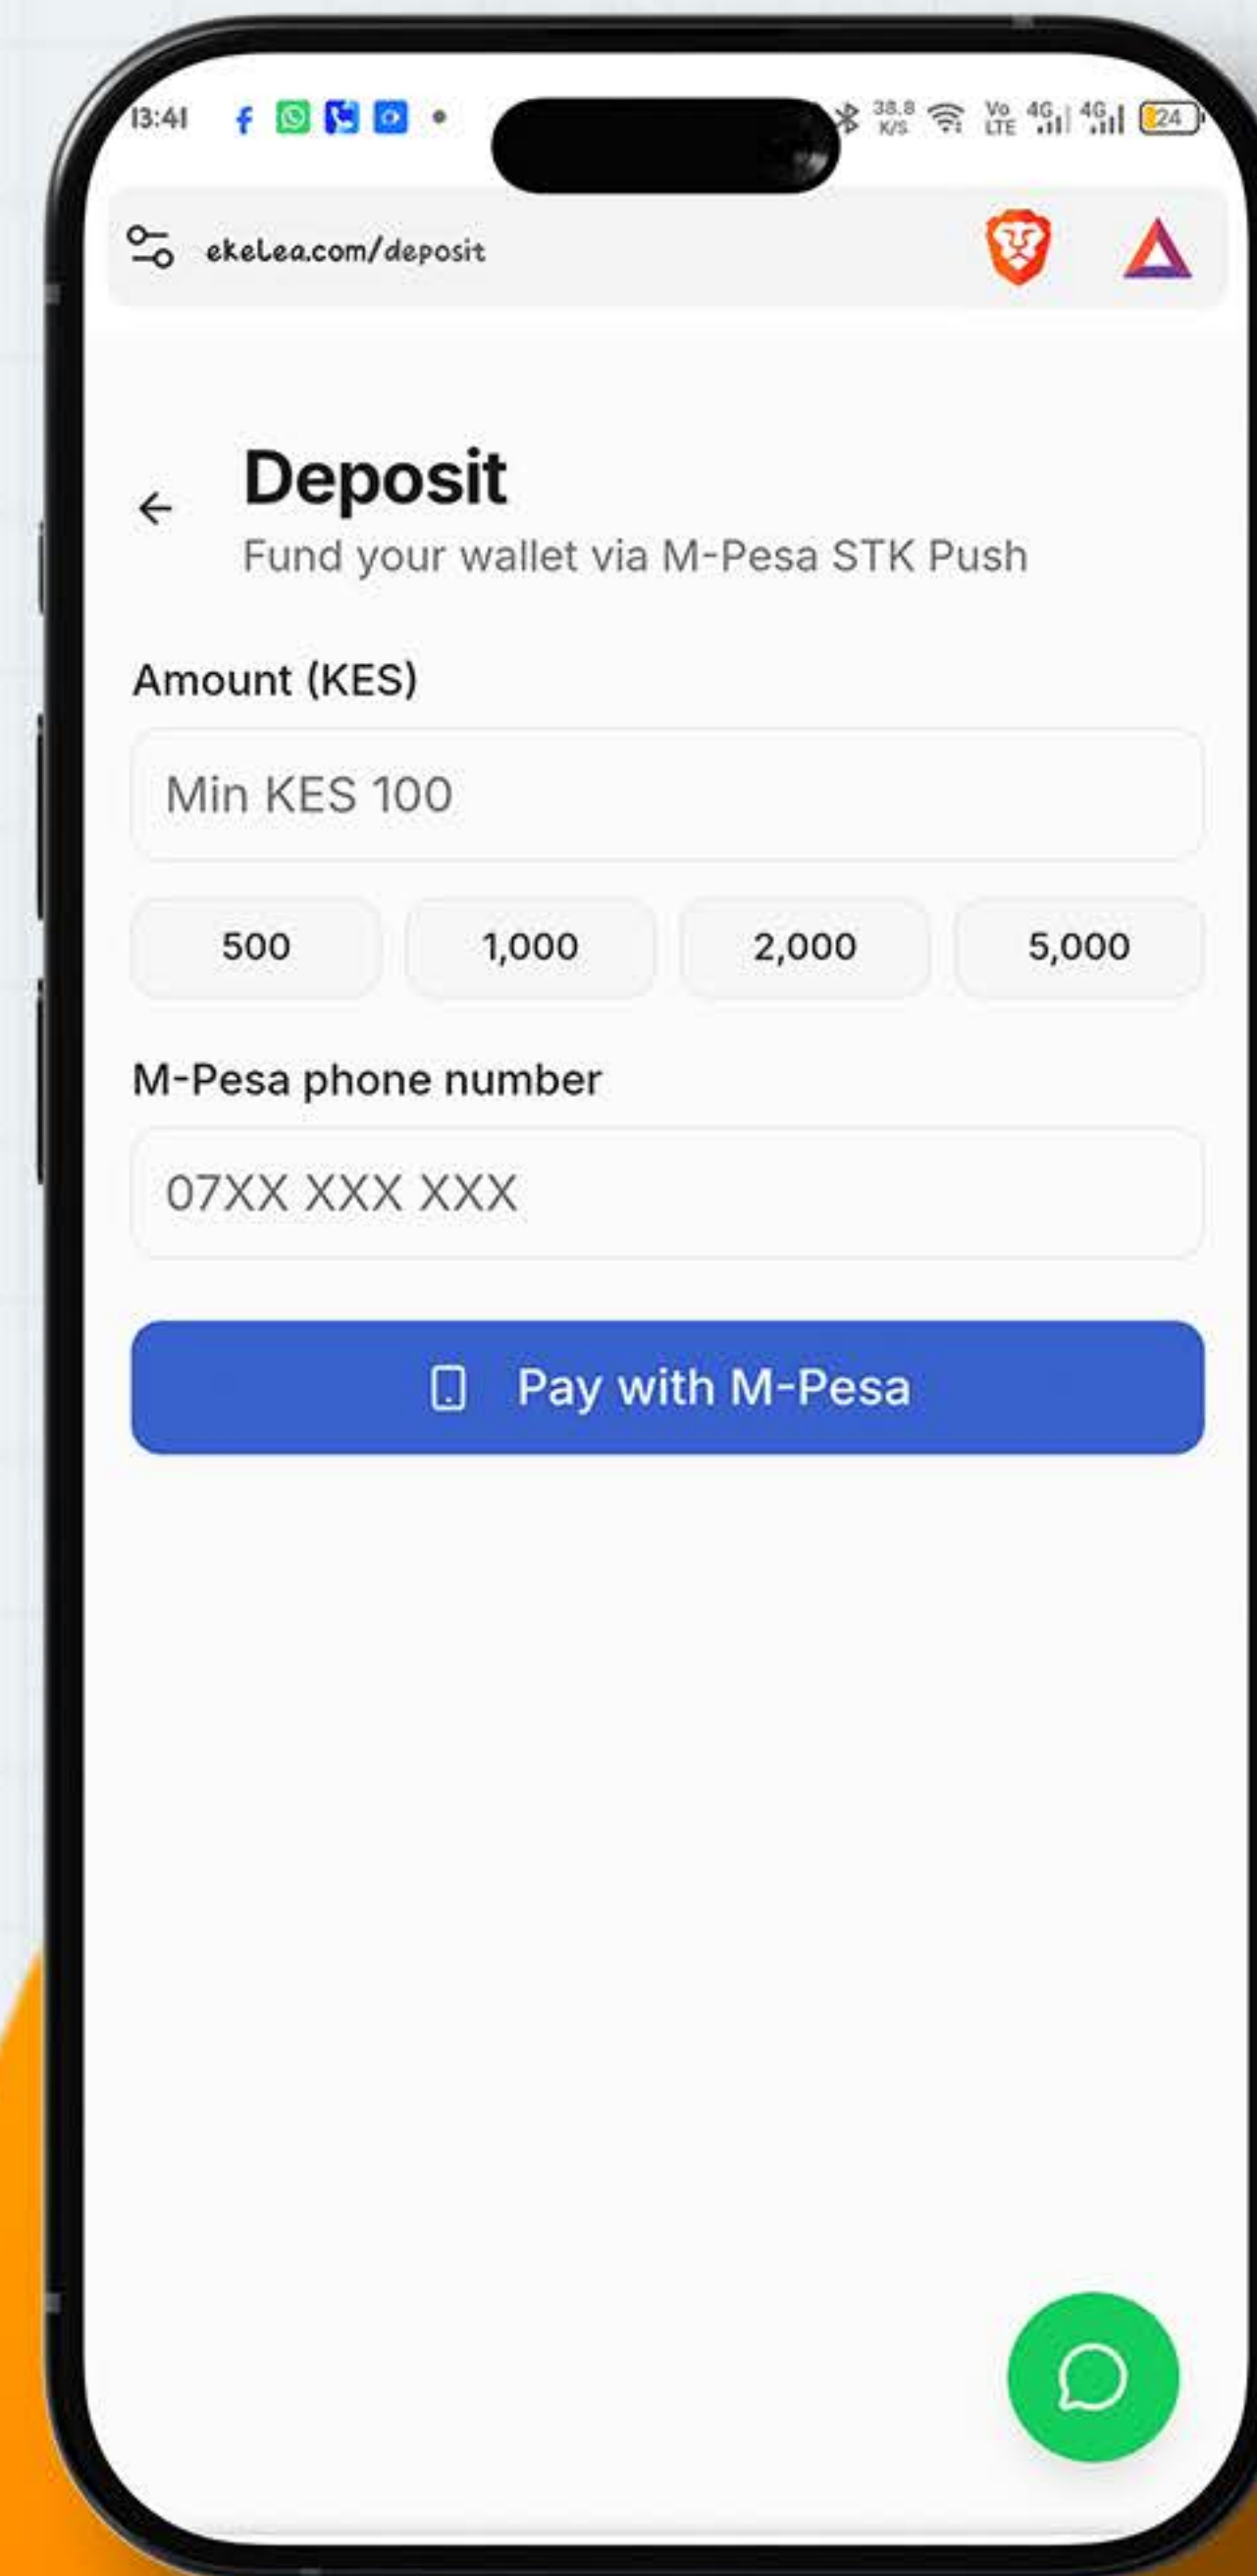 13:41
38.8 K/S Vo LTE 4G 4G 24
ekelea.com/deposit
Deposit
Fund your wallet via M-Pesa STK Push
Amount (KES)
Min KES 100
500 1,000 2,000 5,000
M-Pesa phone number
07XX XXX XXX
Pay with M-Pesa